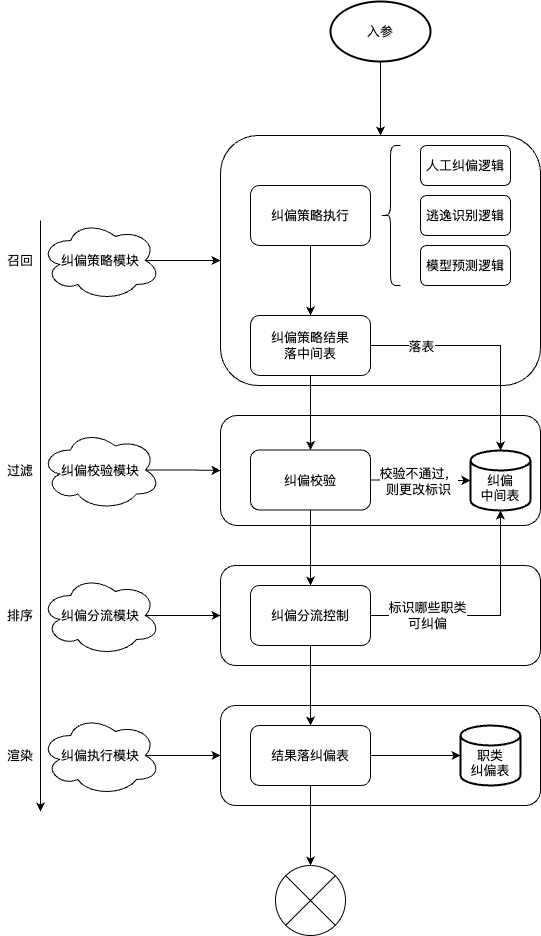 入参
人工纠偏逻辑
纠偏策略执行
逃逸识别逻辑
模型预测逻辑
召回
纠偏策略模块
纠偏策略结果
落中间表
落表
过滤
纠偏校验模块
纠偏校验
校验不通过，
则更改标识
纠偏
中间表
排序
纠偏分流模块
纠偏分流控制
标识哪些职类
可纠偏
渲染
纠偏执行模块
结果落纠偏表
职类
纠偏表